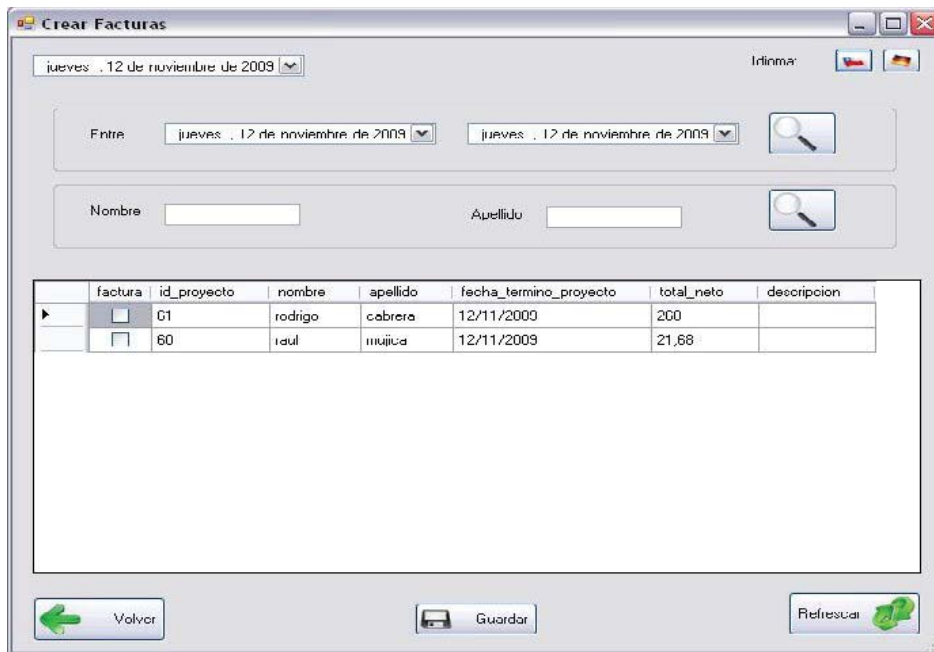 Crear Facturas
jueves , 12 de noviembre de 2009
Idioma:
Entre jueves , 12 de noviembre de 2009 jueves , 12 de noviembre de 2009
Nombre Apellido
factura id_proyecto nombre apellido fecha_termino_proyecto total_neto descripcion
61 rodrigo cabrera 12/11/2009 260
60 raul mujica 12/11/2009 21,68
Volver Guardar Refrescar